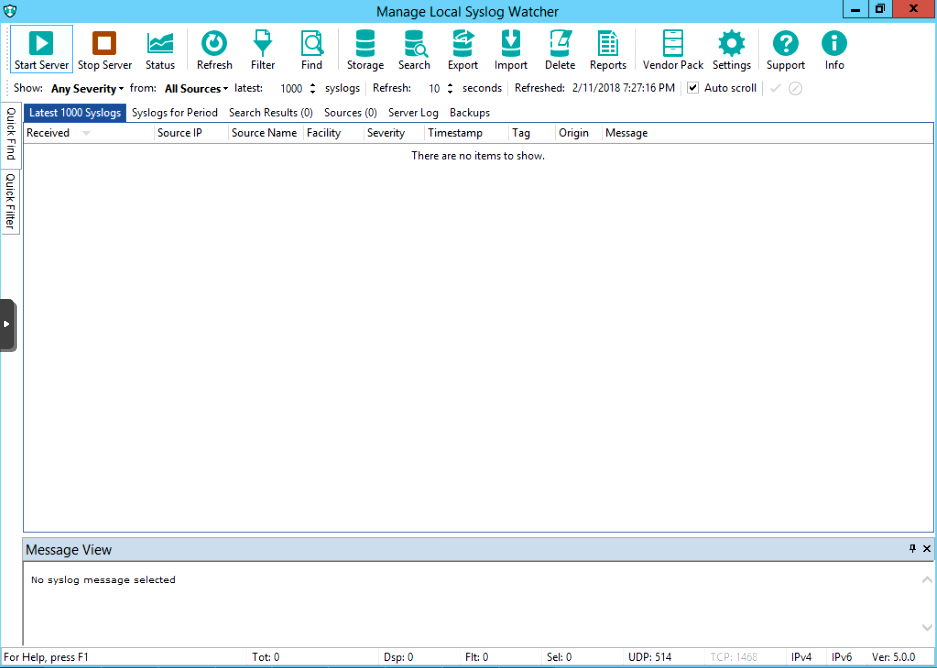 Manage Local Syslog Watcher
Start Server Stop Server Status Refresh Filter Find Storage Search Export Import Delete Reports Vendor Pack Settings Support Info
Show: Any Severity from: All Sources latest: 1000 syslogs Refresh: 10 seconds Refreshed: 2/11/2018 7:27:16 PM Auto scroll
Quick Find
Quick Filter
Latest 1000 Syslogs Syslogs for Period Search Results (0) Sources (0) Server Log Backups
Received Source IP Source Name Facility Severity Timestamp Tag Origin Message
There are no items to show.
Message View
No syslog message selected
For Help, press F1 Tot: 0 Dsp: 0 Flt: 0 Sel: 0 UDP: 514 TCP: 1468 IPv4 IPv6 Ver: 5.0.0